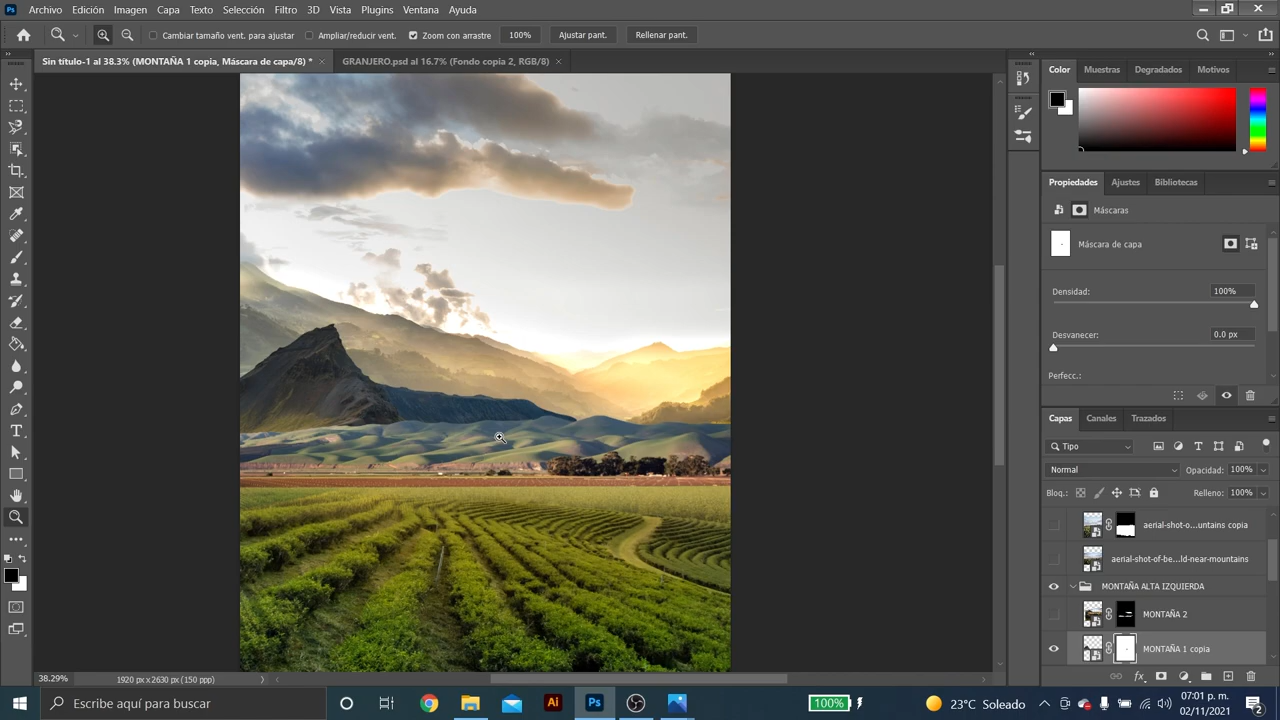 Ps Archivo Edición Imagen Capa Texto Selección Filtro 3D Vista Plugins Ventana Ayuda
Cambiar tamaño vent. para ajustar Ampliar/reducir vent. Zoom con arrastre 100% Ajustar pant. Rellenar pant.
Sin título-1 al 38.3% (MONTAÑA 1 copia, Máscara de capa/8) * GRANJERO.psd al 16.7% (Fondo copia 2, RGB/8)
Color Muestras Degradados Motivos
Propiedades Ajustes Bibliotecas
Máscaras
Máscara de capa
Densidad: 100%
Desvanecer: 0.0 px
Perfecc.:
Capas Canales Trazados
Tipo
Normal Opacidad: 100%
Bloq.: Relleno: 100%
aerial-shot-o...untains copia
aerial-shot-of-be...ld-near-mountains
MONTAÑA ALTA IZQUIERDA
MONTAÑA 2
MONTAÑA 1 copia
38.29% 1920 px x 2630 px (150 ppp)
Escribe aquí para buscar Ai Ps 100% 23°C Soleado 07:01 p. m.
02/11/2021 2